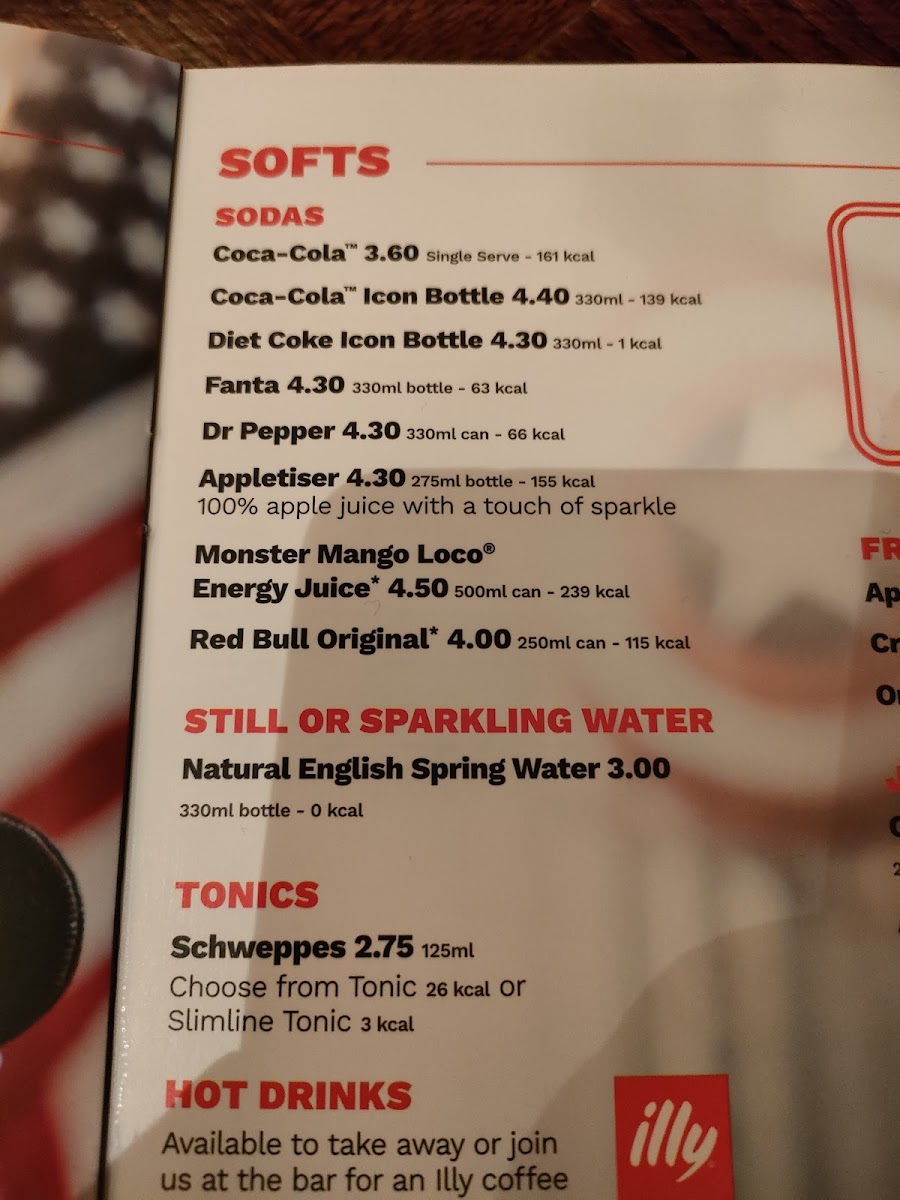 SOFTS
SODAS
Coca-Cola™ 3.60 Single Serve - 161 kcal
Coca-Cola™ Icon Bottle 4.40 330ml - 139 kcal
Diet Coke Icon Bottle 4.30 330ml - 1 kcal
Fanta 4.30 330ml bottle - 63 kcal
Dr Pepper 4.30 330ml can - 66 kcal
Appletiser 4.30 275ml bottle - 155 kcal
100% apple juice with a touch of sparkle
Monster Mango Loco®
Energy Juice* 4.50 500ml can - 239 kcal
Red Bull Original* 4.00 250ml can - 115 kcal
STILL OR SPARKLING WATER
Natural English Spring Water 3.00
330ml bottle - 0 kcal
TONICS
Schweppes 2.75 125ml
Choose from Tonic 26 kcal or
Slimline Tonic 3 kcal
HOT DRINKS
Available to take away or join
us at the bar for an Illy coffee
illy
FR
Ap
Cr